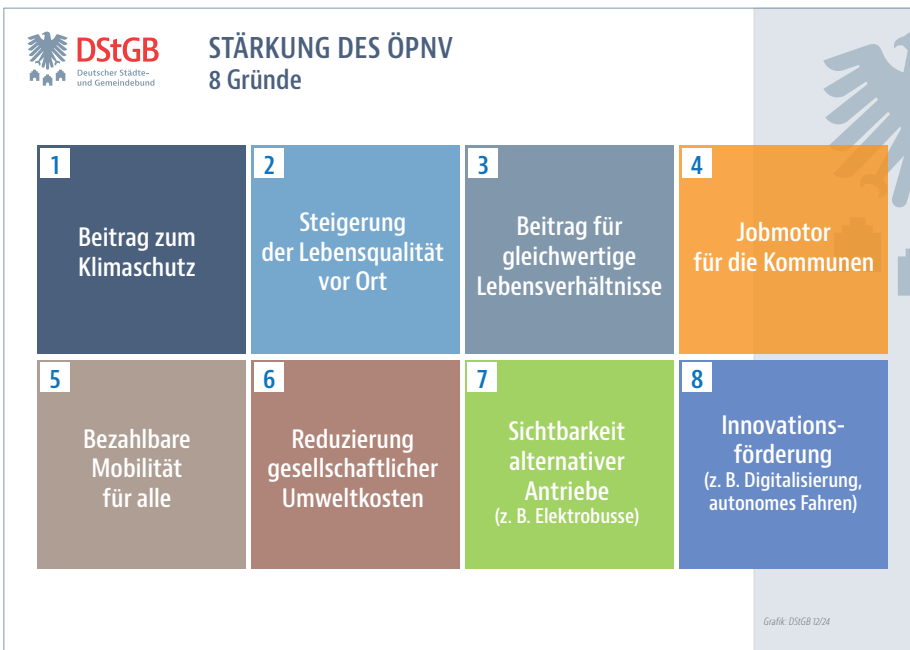 DStGB
Deutscher Städte-
und Gemeindebund
STÄRKUNG DES ÖPNV
8 Gründe
1
Beitrag zum
Klimaschutz
2
Steigerung
der Lebensqualität
vor Ort
3
Beitrag für
gleichwertige
Lebensverhältnisse
4
Jobmotor
für die Kommunen
5
Bezahlbare
Mobilität
für alle
6
Reduzierung
gesellschaftlicher
Umweltkosten
7
Sichtbarkeit
alternativer
Antriebe
(z. B. Elektrobusse)
8
Innovations-
förderung
(z. B. Digitalisierung,
autonomes Fahren)
Grafik: DStGB 12/24